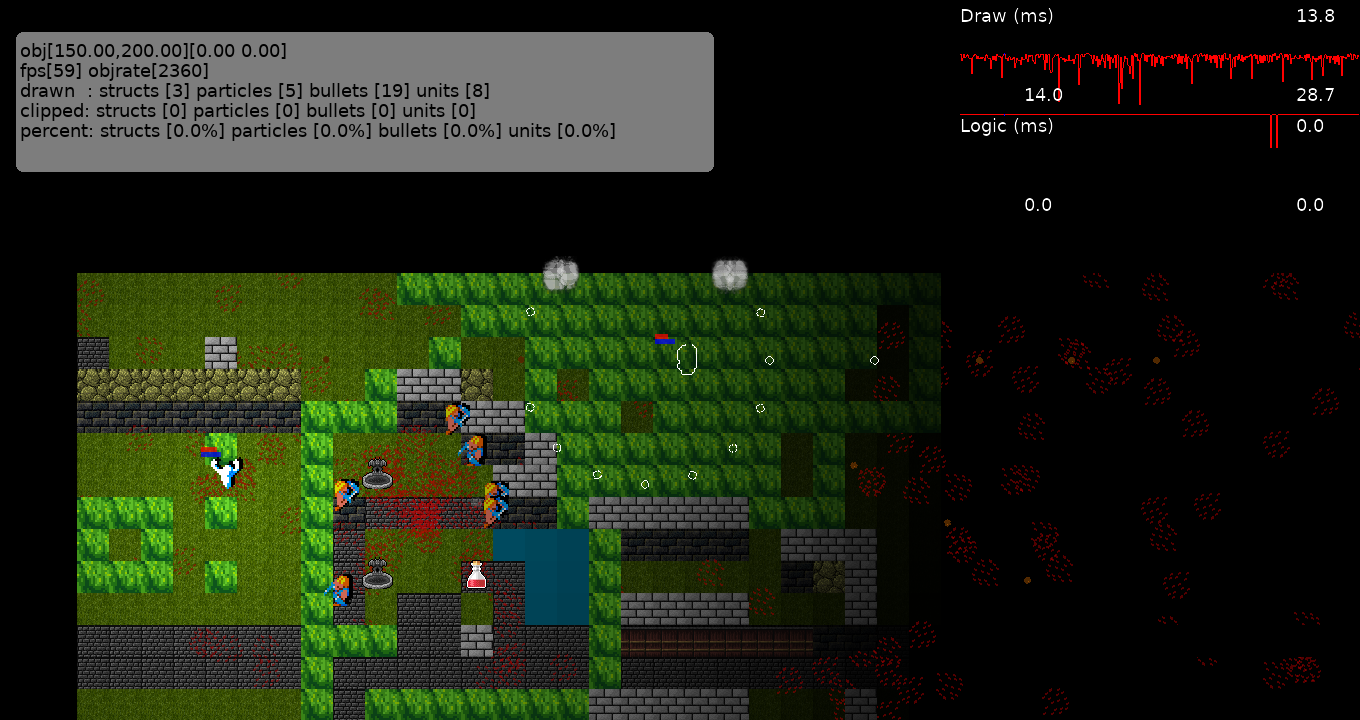 obj[150.00,200.00][0.00 0.00]
fps[59] objrate[2360]
drawn  : structs [3] particles [5] bullets [19] units [8]
clipped: structs [0] particles [0] bullets [0] units [0]
percent: structs [0.0%] particles [0.0%] bullets [0.0%] units [0.0%]
Draw (ms) 13.8
14.0 28.7
Logic (ms) 0.0
0.0 0.0